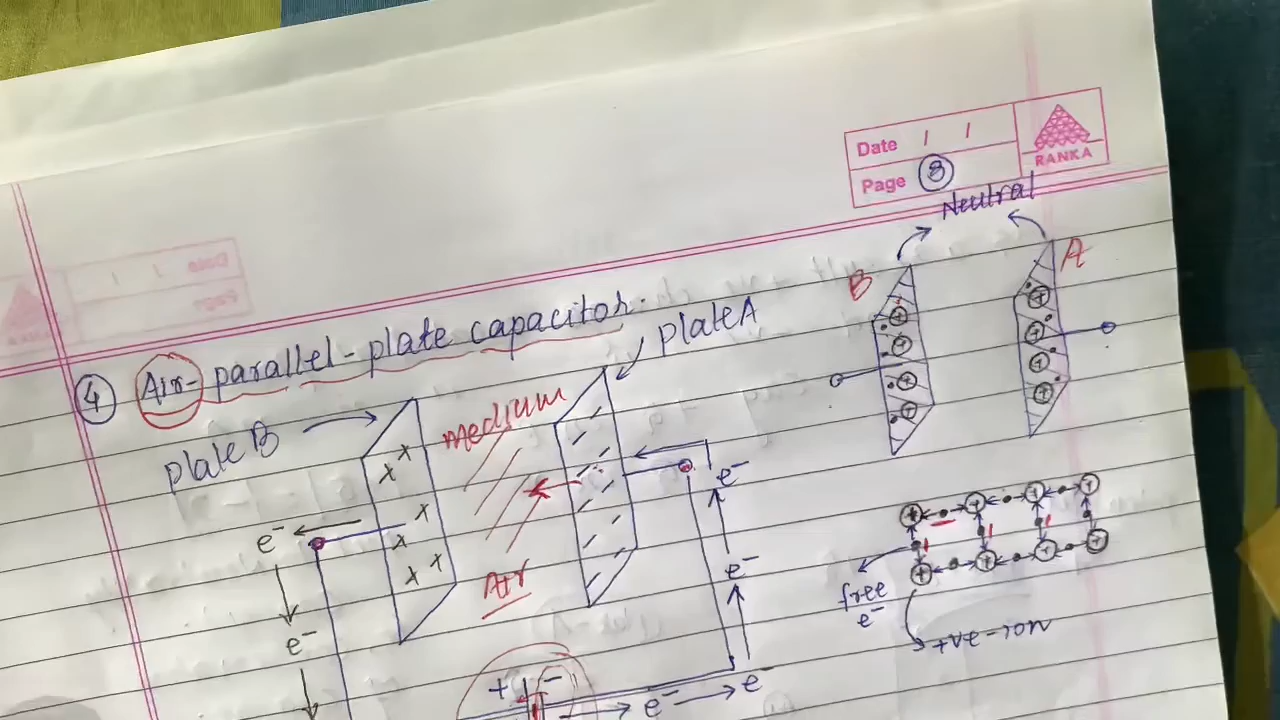 Date / /
RANKA
Page 8
Neutral
B
A
4 Air-parallel-plate capacitor.
plate A
plate B
medium
Air
e⁻
e⁻
e⁻
e⁻
+ -
e⁻ → e⁻
free
e⁻
+ve-ion